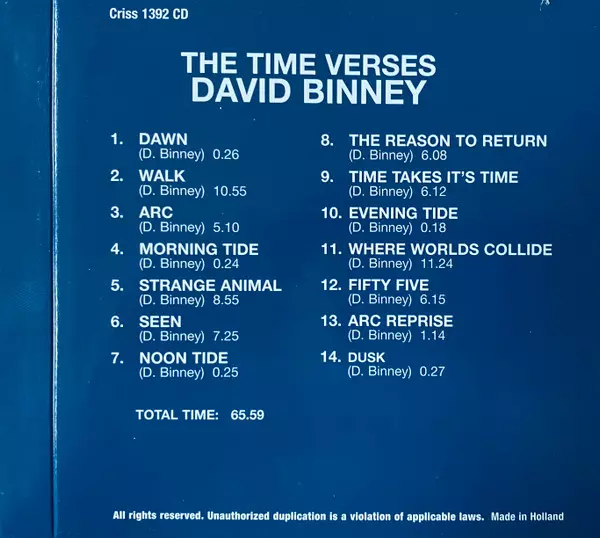 Criss 1392 CD
THE TIME VERSES
DAVID BINNEY
1. DAWN
(D. Binney) 0.26
2. WALK
(D. Binney) 10.55
3. ARC
(D. Binney) 5.10
4. MORNING TIDE
(D. Binney) 0.24
5. STRANGE ANIMAL
(D. Binney) 8.55
6. SEEN
(D. Binney) 7.25
7. NOON TIDE
(D. Binney) 0.25
8. THE REASON TO RETURN
(D. Binney) 6.08
9. TIME TAKES IT'S TIME
(D. Binney) 6.12
10. EVENING TIDE
(D. Binney) 0.18
11. WHERE WORLDS COLLIDE
(D. Binney) 11.24
12. FIFTY FIVE
(D. Binney) 6.15
13. ARC REPRISE
(D. Binney) 1.14
14. DUSK
(D. Binney) 0.27
TOTAL TIME: 65.59
All rights reserved. Unauthorized duplication is a violation of applicable laws. Made in Holland